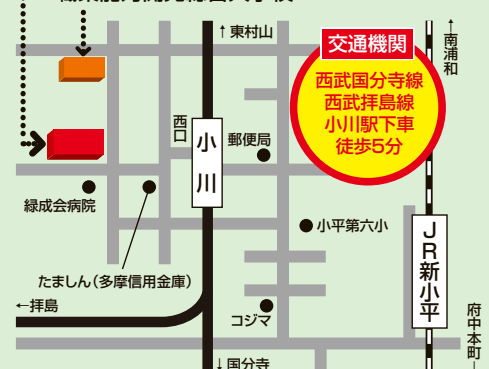 ↑東村山
交通機関
↑南浦和
西武国分寺線
西武拝島線
小川駅下車
徒歩5分
西口
小川
郵便局
緑成会病院
小平第六小
JR新小平
たましん(多摩信用金庫)
←拝島
コジマ
府中本町↓
↓国分寺